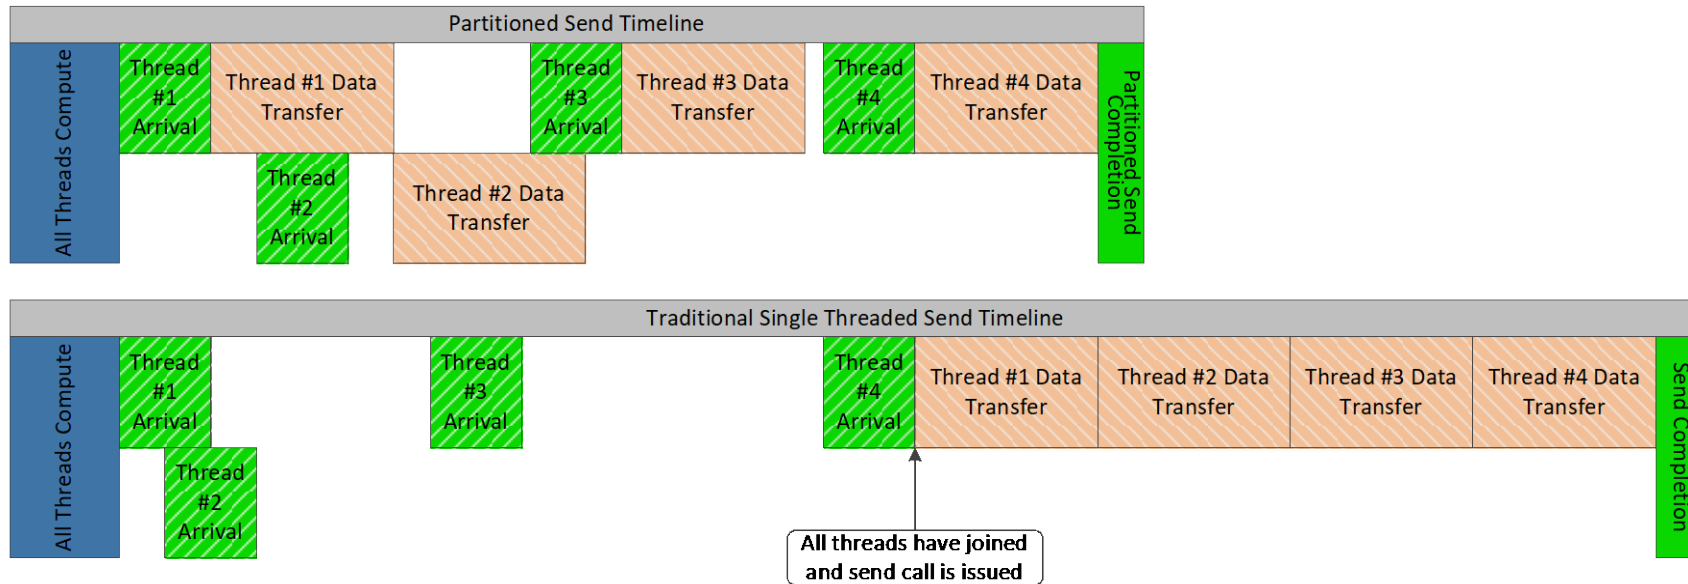 Partitioned Send Timeline
All Threads Compute
Thread
#1
Arrival
Thread #1 Data
Transfer
Thread
#2
Arrival
Thread #2 Data
Transfer
Thread
#3
Arrival
Thread #3 Data
Transfer
Thread
#4
Arrival
Thread #4 Data
Transfer
Partitioned Send
Completion
Traditional Single Threaded Send Timeline
All Threads Compute
Thread
#1
Arrival
Thread
#2
Arrival
Thread
#3
Arrival
Thread
#4
Arrival
Thread #1 Data
Transfer
Thread #2 Data
Transfer
Thread #3 Data
Transfer
Thread #4 Data
Transfer
Send Completion
All threads have joined
and send call is issued